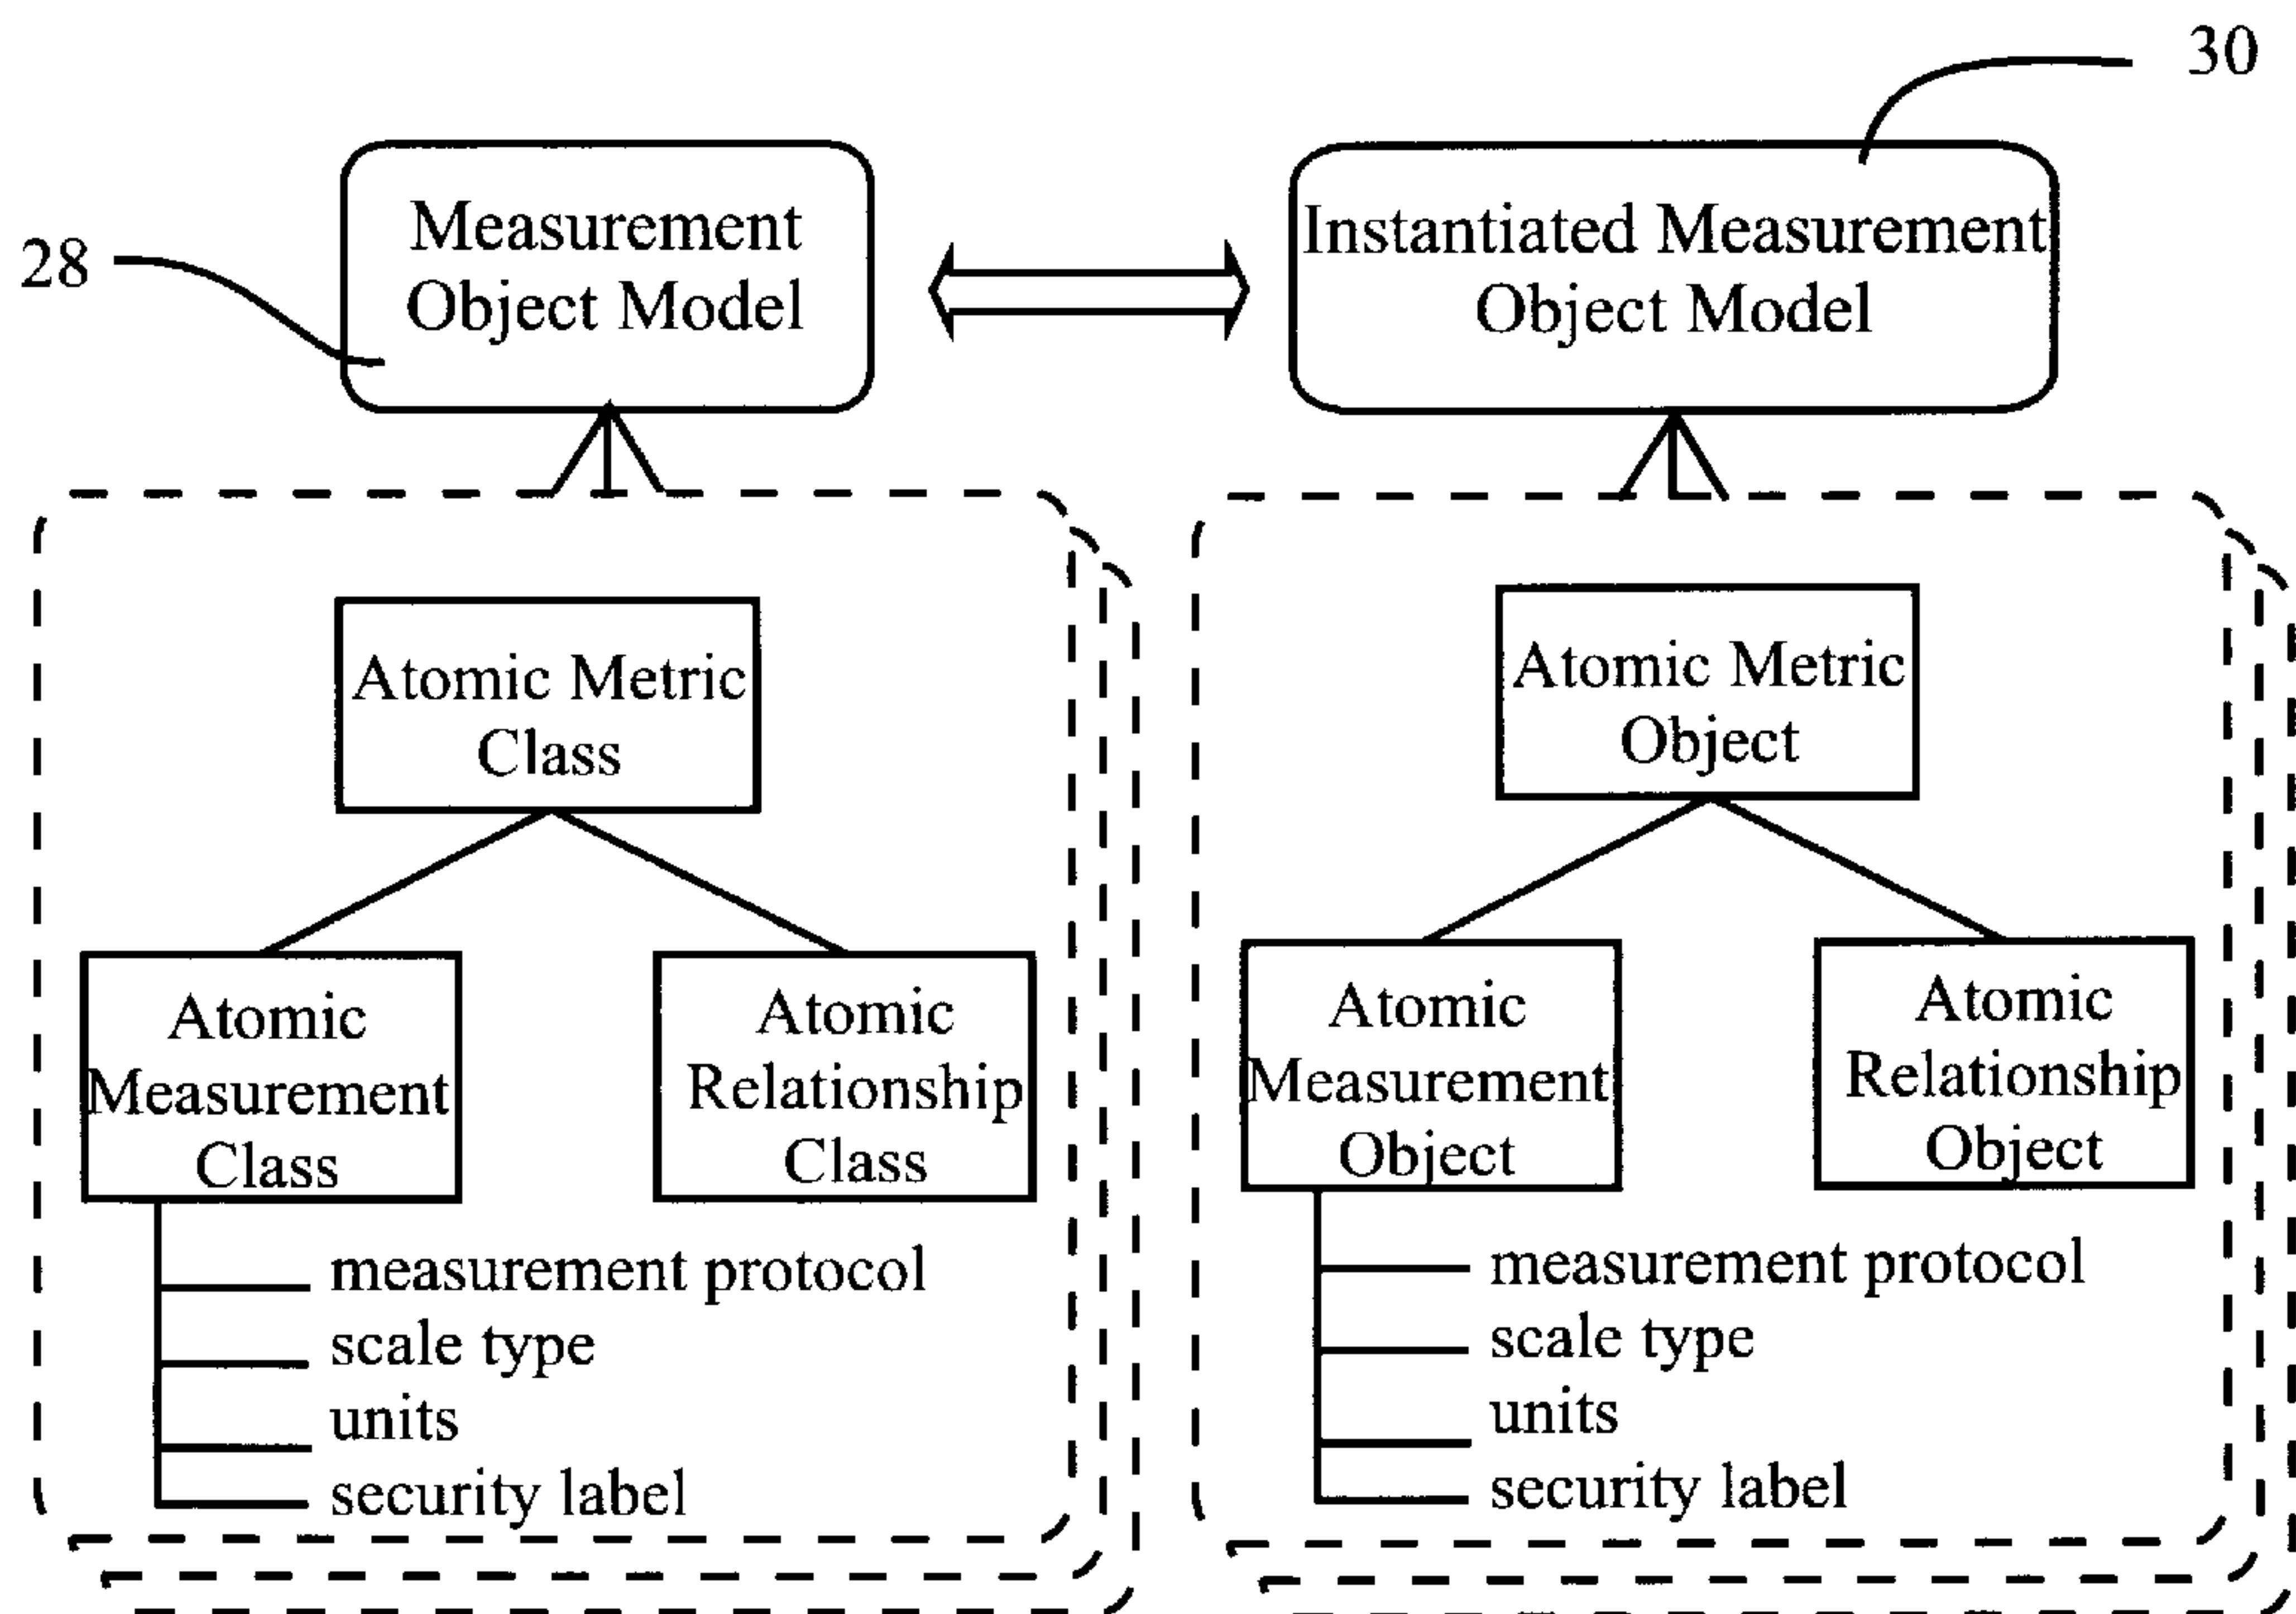 30
28
Measurement
Object Model
Instantiated Measurement
Object Model
Atomic Metric
Class
Atomic
Measurement
Class
Atomic
Relationship
Class
measurement protocol
scale type
units
security label
Atomic Metric
Object
Atomic
Measurement
Object
Atomic
Relationship
Object
measurement protocol
scale type
units
security label